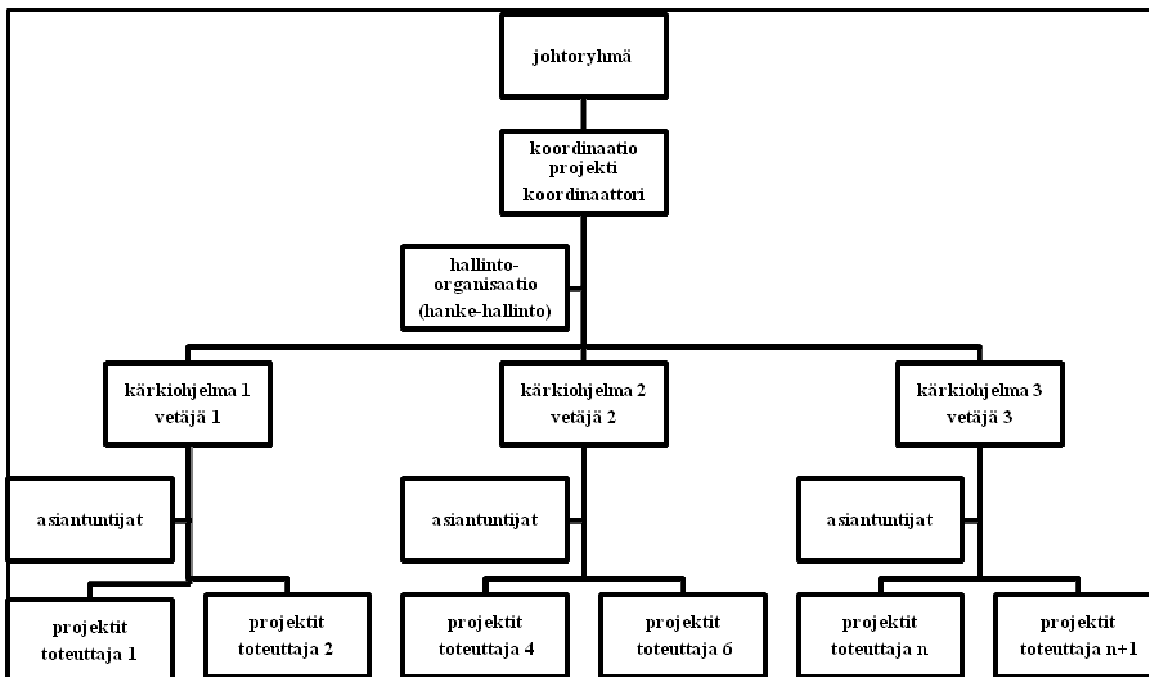 johtoryhmä
koordinaatio
projekti
koordinaattori
hallinto-
organisaatio
(hanke-hallinto)
kärkiohjelma 1
vetäjä 1
kärkiohjelma 2
vetäjä 2
kärkiohjelma 3
vetäjä 3
asiantuntijat
asiantuntijat
asiantuntijat
projektit
toteuttaja 1
projektit
toteuttaja 2
projektit
toteuttaja 4
projektit
toteuttaja 6
projektit
toteuttaja n
projektit
toteuttaja n+1